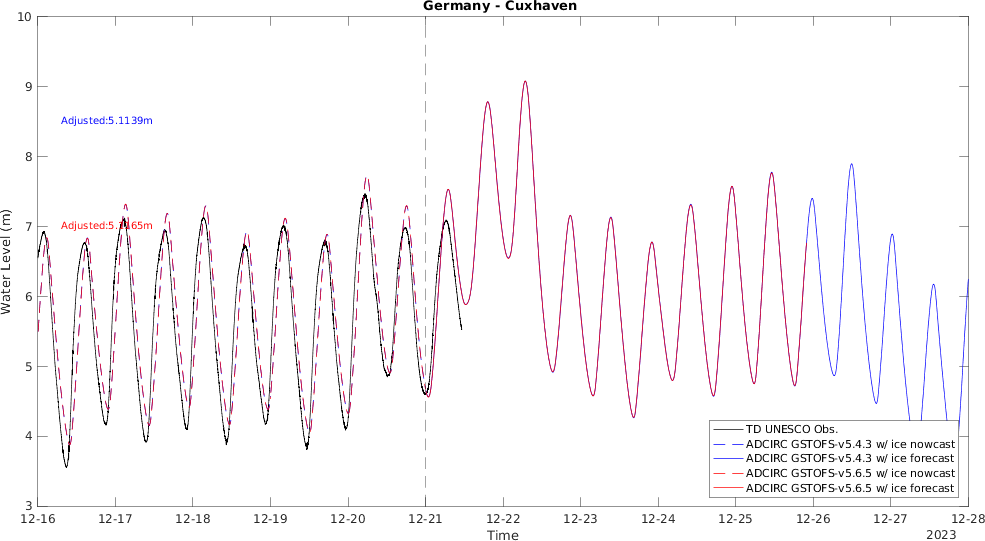 Germany - Cuxhaven
10
9
8
7
6
5
4
3
Water Level (m)
Adjusted:5.1139m
TD UNESCO Obs.
ADCIRC GSTOFS-v5.4.3 w/ ice nowcast
ADCIRC GSTOFS-v5.4.3 w/ ice forecast
ADCIRC GSTOFS-v5.6.5 w/ ice nowcast
ADCIRC GSTOFS-v5.6.5 w/ ice forecast
12-16 12-17 12-18 12-19 12-20 12-21 12-22 12-23 12-24 12-25 12-26 12-27 12-28
Time
2023